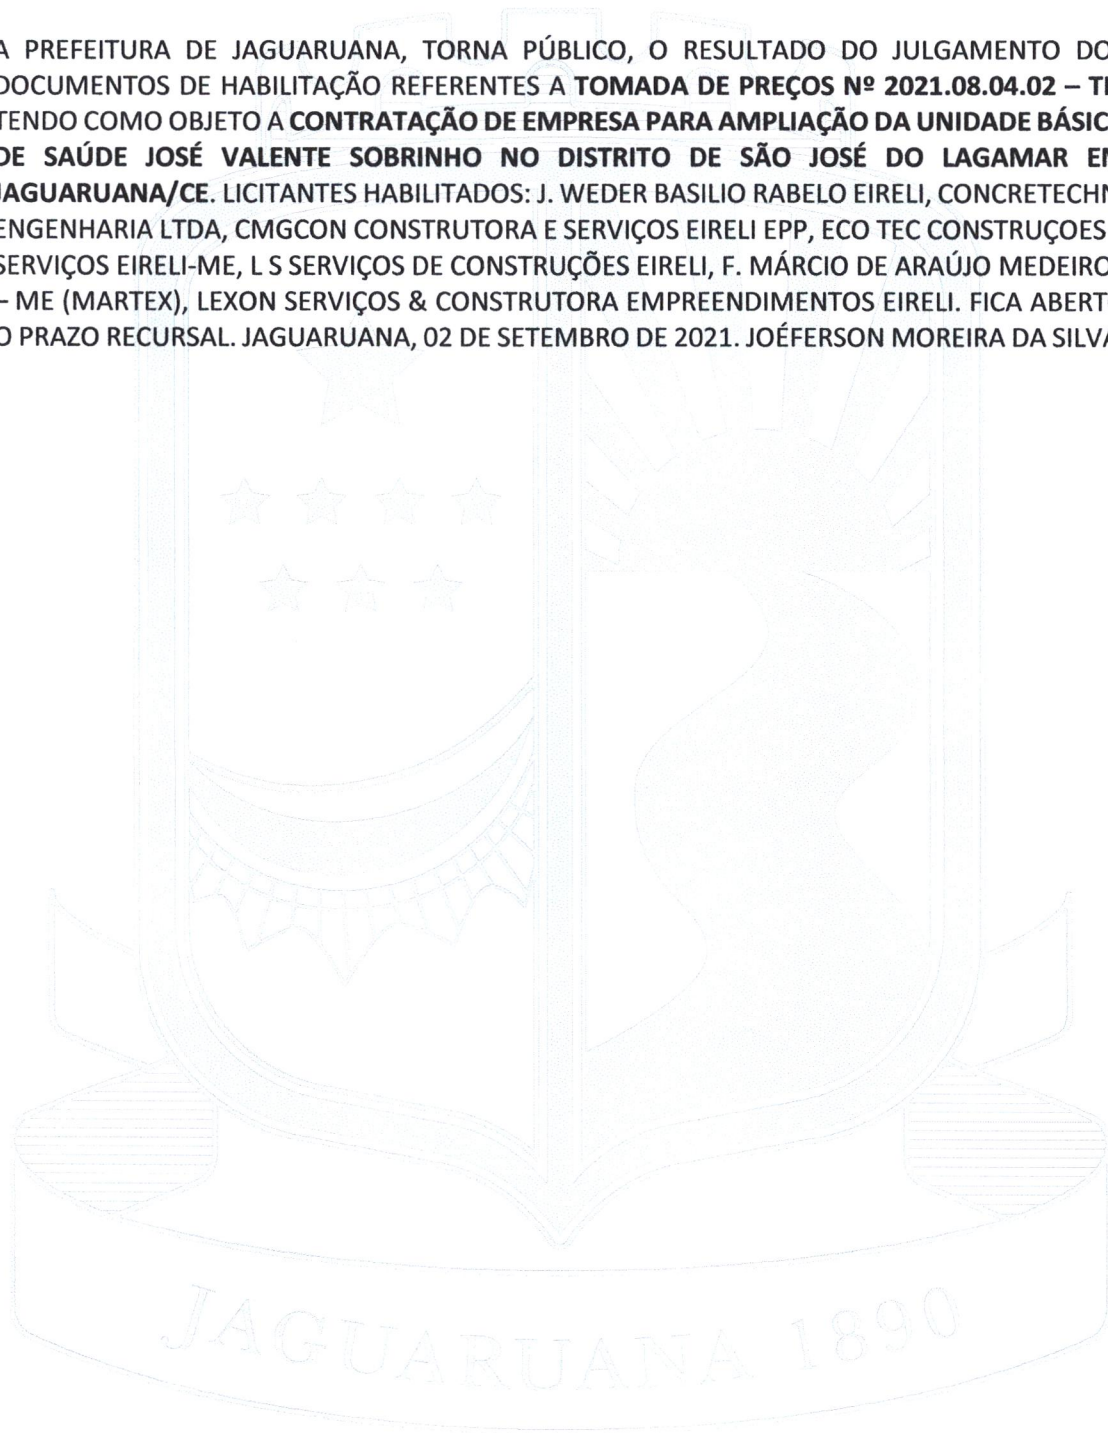 A PREFEITURA DE JAGUARUANA, TORNA PÚBLICO, O RESULTADO DO JULGAMENTO DO
DOCUMENTOS DE HABILITAÇÃO REFERENTES A TOMADA DE PREÇOS Nº 2021.08.04.02 – T
TENDO COMO OBJETO A CONTRATAÇÃO DE EMPRESA PARA AMPLIAÇÃO DA UNIDADE BÁSIC
DE SAÚDE JOSÉ VALENTE SOBRINHO NO DISTRITO DE SÃO JOSÉ DO LAGAMAR E
JAGUARUANA/CE. LICITANTES HABILITADOS: J. WEDER BASILIO RABELO EIRELI, CONCRETECH
ENGENHARIA LTDA, CMGCON CONSTRUTORA E SERVIÇOS EIRELI EPP, ECO TEC CONSTRUÇOES
SERVIÇOS EIRELI-ME, L S SERVIÇOS DE CONSTRUÇÕES EIRELI, F. MÁRCIO DE ARAÚJO MEDEIRO
– ME (MARTEX), LEXON SERVIÇOS & CONSTRUTORA EMPREENDIMENTOS EIRELI. FICA ABERT
O PRAZO RECURSAL. JAGUARUANA, 02 DE SETEMBRO DE 2021. JOÉFERSON MOREIRA DA SILVA
JAGUARUANA 1890